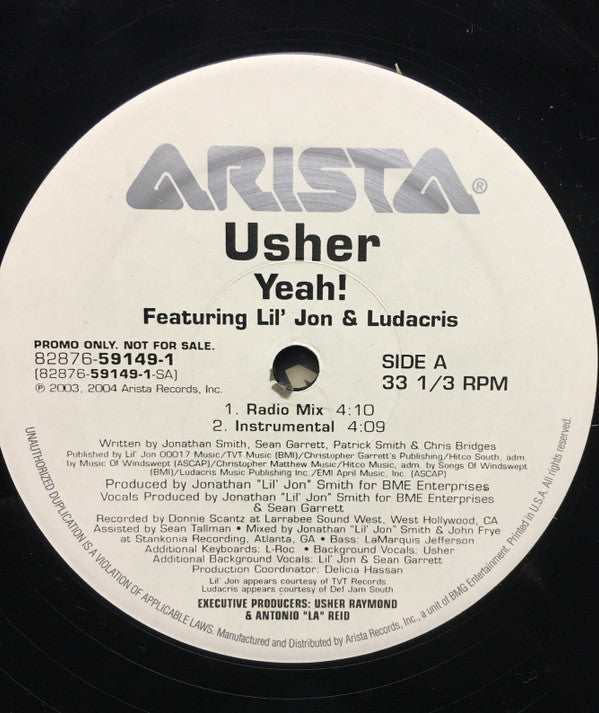 ARISTA®
Usher
Yeah!
Featuring Lil' Jon & Ludacris
PROMO ONLY. NOT FOR SALE.
82876-59149-1
(82876-59149-1-SA)
℗ 2003, 2004 Arista Records, Inc.
SIDE A
33 1/3 RPM
1. Radio Mix 4:10
2. Instrumental 4:09
Written by Jonathan Smith, Sean Garrett, Patrick Smith & Chris Bridges
Published by Lil' Jon 00017 Music/TVT Music (BMI)/Christopher Garrett's Publishing/Hitco South, adm.
by Music Of Windswept (ASCAP)/Christopher Matthew Music/Hitco Music, adm. by Songs Of Windswept
(BMI)/Ludacris Music Publishing Inc./EMI April Music, Inc. (ASCAP)
Produced by Jonathan "Lil' Jon" Smith for BME Enterprises
Vocals Produced by Jonathan "Lil' Jon" Smith for BME Enterprises
& Sean Garrett
Recorded by Donnie Scantz at Larrabee Sound West, West Hollywood, CA
Assisted by Sean Tallman • Mixed by Jonathan "Lil' Jon" Smith & John Frye
at Stankonia Recording, Atlanta, GA • Bass: LaMarquis Jefferson
Additional Keyboards: L-Roc • Background Vocals: Usher
Additional Background Vocals: Lil' Jon & Sean Garrett
Production Coordinator: Delicia Hassan
Lil' Jon appears courtesy of TVT Records
Ludacris appears courtesy of Def Jam South
EXECUTIVE PRODUCERS: USHER RAYMOND
& ANTONIO "LA" REID
UNAUTHORIZED DUPLICATION IS A VIOLATION OF APPLICABLE LAWS. Manufactured and Distributed by Arista Records, Inc., a unit of BMG Entertainment. Printed in U.S.A. All rights reserved.